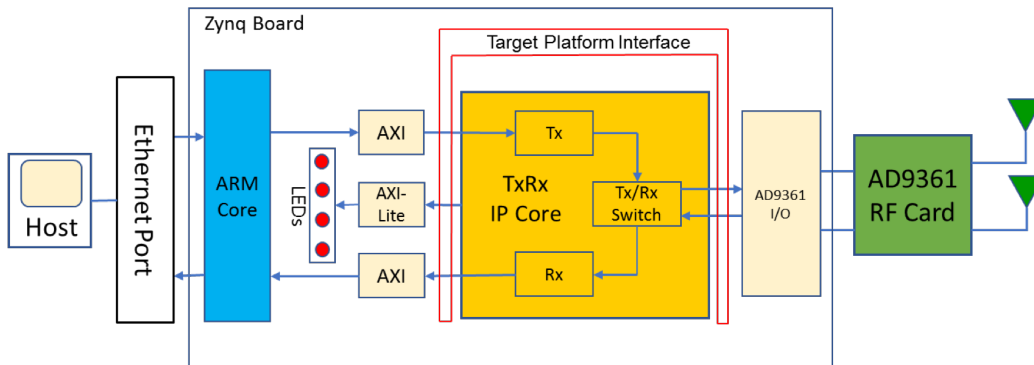 Zynq Board
Target Platform Interface
Host
Ethernet Port
ARM
Core
AXI
LEDs
AXI-
Lite
AXI
TxRx
IP Core
Tx
Tx/Rx
Switch
Rx
AD9361
I/O
AD9361
RF Card